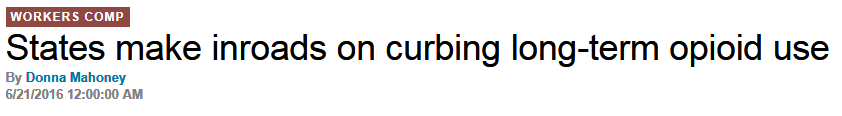 WORKERS COMP
States make inroads on curbing long-term opioid use
By Donna Mahoney
6/21/2016 12:00:00 AM